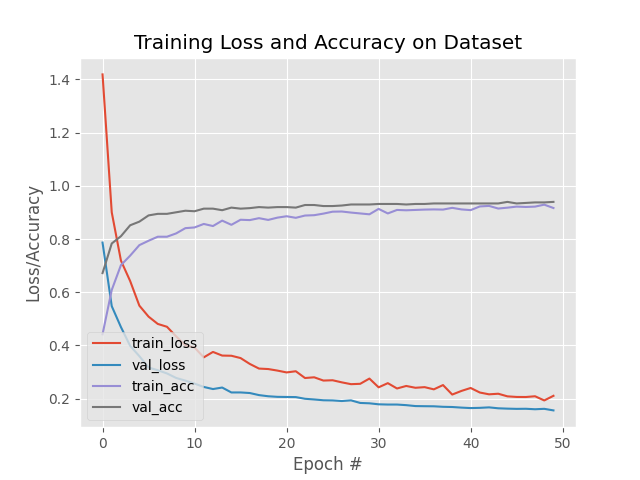 Training Loss and Accuracy on Dataset
Loss/Accuracy
1.4
1.2
1.0
0.8
0.6
0.4
0.2
train_loss
val_loss
train_acc
val_acc
0 10 20 30 40 50
Epoch #